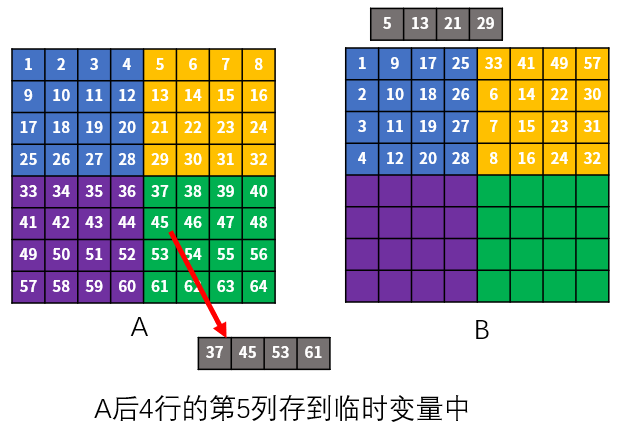 5 13 21 29
1 2 3 4 5 6 7 8
9 10 11 12 13 14 15 16
17 18 19 20 21 22 23 24
25 26 27 28 29 30 31 32
33 34 35 36 37 38 39 40
41 42 43 44 45 46 47 48
49 50 51 52 53 54 55 56
57 58 59 60 61 62 63 64
A
1 9 17 25 33 41 49 57
2 10 18 26 6 14 22 30
3 11 19 27 7 15 23 31
4 12 20 28 8 16 24 32
B
37 45 53 61
A后4行的第5列存到临时变量中